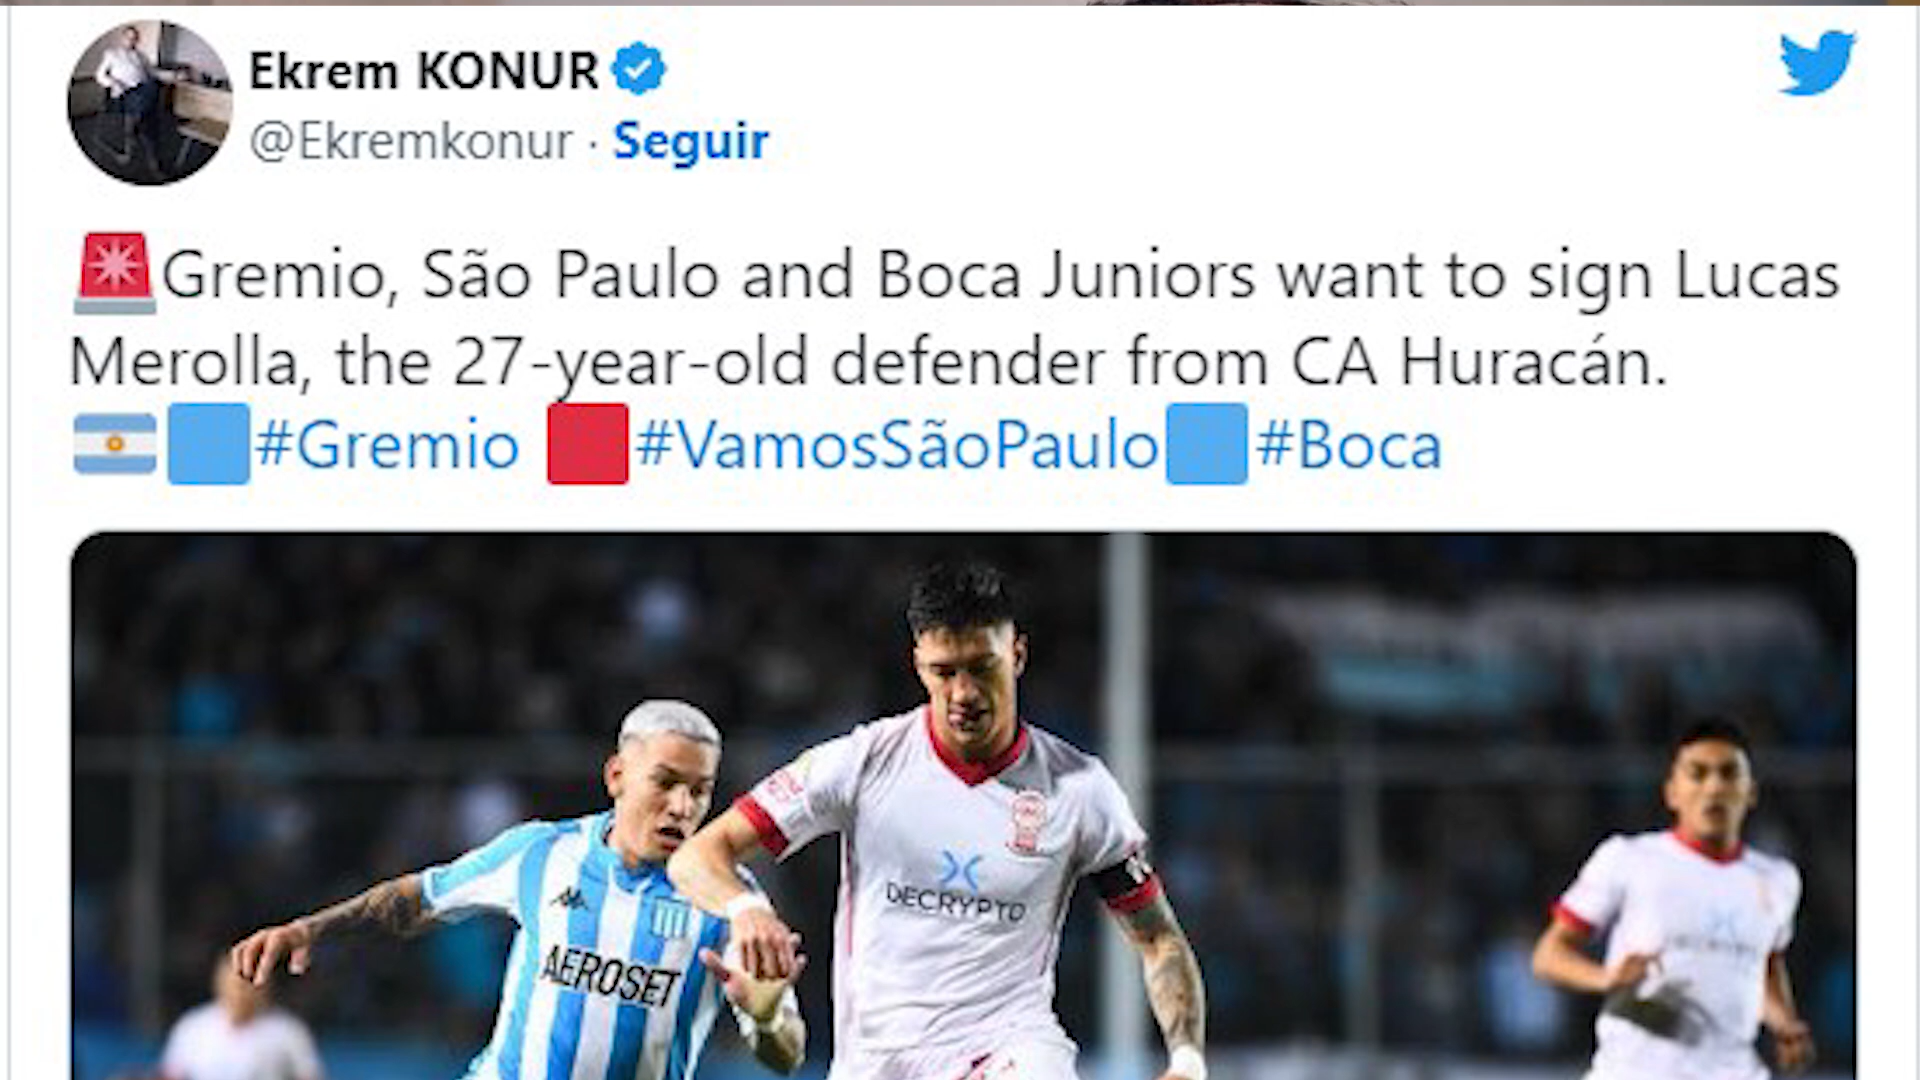 Ekrem KONUR
@Ekremkonur · Seguir
🚨Gremio, São Paulo and Boca Juniors want to sign Lucas
Merolla, the 27-year-old defender from CA Huracán.
🇦🇷🟦#Gremio 🟥#VamosSãoPaulo🟦#Boca
DECRYPTO
AEROSET